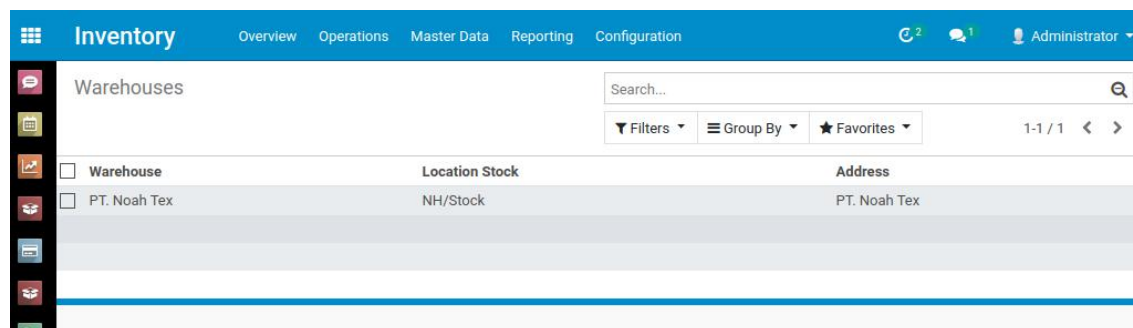 Inventory Overview Operations Master Data Reporting Configuration 2 1 Administrator
Warehouses
Search...
Filters Group By Favorites 1-1 / 1
Warehouse Location Stock Address
PT. Noah Tex NH/Stock PT. Noah Tex